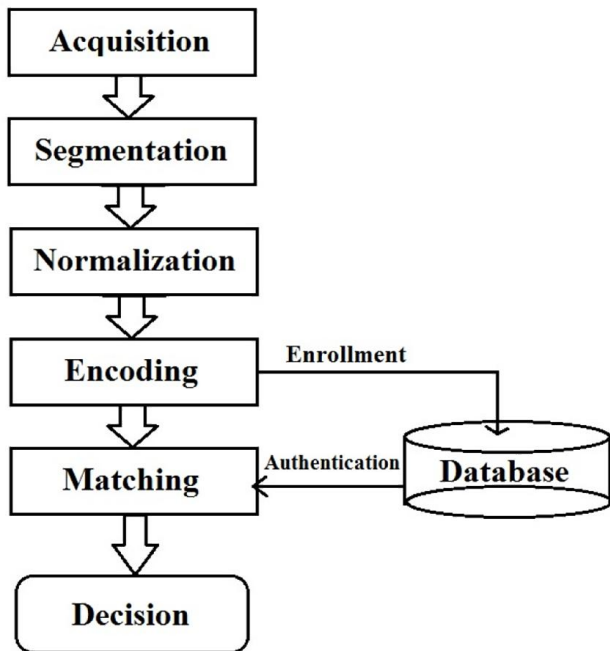 Acquisition
Segmentation
Normalization
Encoding
Enrollment
Matching
Authentication
Database
Decision